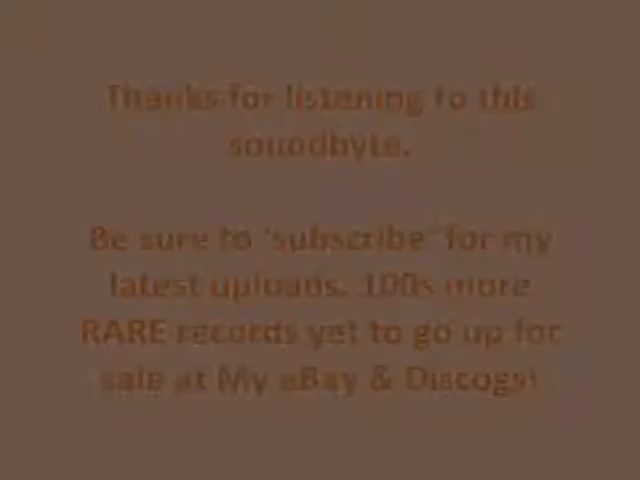 Thanks for listening to this
soundbyte.
Be sure to 'subscribe' for my
latest uploads. 100s more
RARE records yet to go up for
sale at My eBay & Discogs!